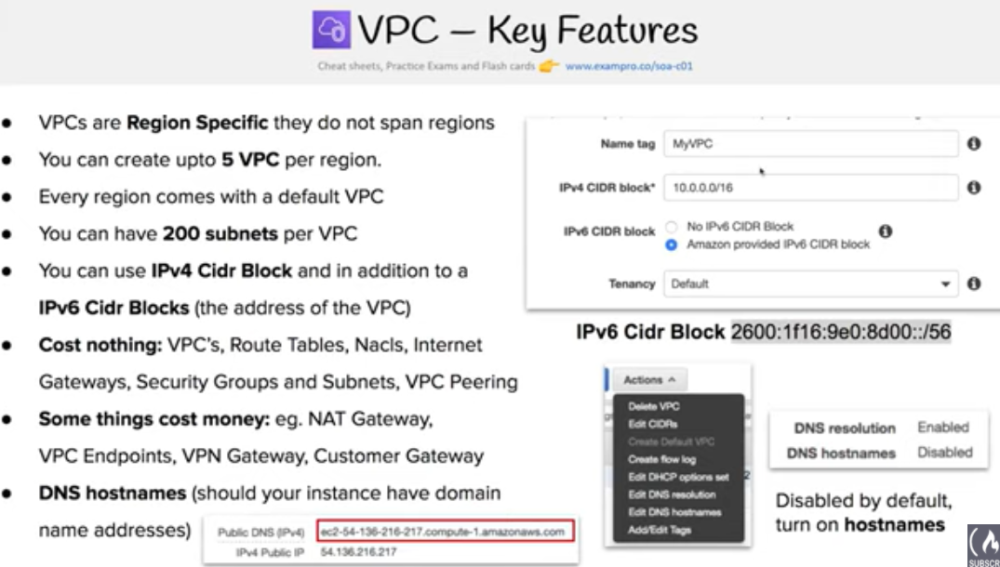 VPC – Key Features
Cheat sheets, Practice Exams and Flash cards 👉 www.exampro.co/soa-c01
● VPCs are Region Specific they do not span regions
● You can create upto 5 VPC per region.
● Every region comes with a default VPC
● You can have 200 subnets per VPC
● You can use IPv4 Cidr Block and in addition to a
IPv6 Cidr Blocks (the address of the VPC)
● Cost nothing: VPC's, Route Tables, Nacls, Internet
Gateways, Security Groups and Subnets, VPC Peering
● Some things cost money: eg. NAT Gateway,
VPC Endpoints, VPN Gateway, Customer Gateway
● DNS hostnames (should your instance have domain
name addresses)
Public DNS (IPv4) ec2-54-136-216-217.compute-1.amazonaws.com
IPv4 Public IP 54.136.216.217
Name tag MyVPC
IPv4 CIDR block* 10.0.0.0/16
IPv6 CIDR block No IPv6 CIDR Block
Amazon provided IPv6 CIDR block
Tenancy Default
IPv6 Cidr Block 2600:1f16:9e0:8d00::/56
Actions
Delete VPC
Edit CIDRs
Create Default VPC
Create flow log
Edit DHCP options set
Edit DNS resolution
Edit DNS hostnames
Add/Edit Tags
DNS resolution Enabled
DNS hostnames Disabled
Disabled by default,
turn on hostnames
SUBSCR